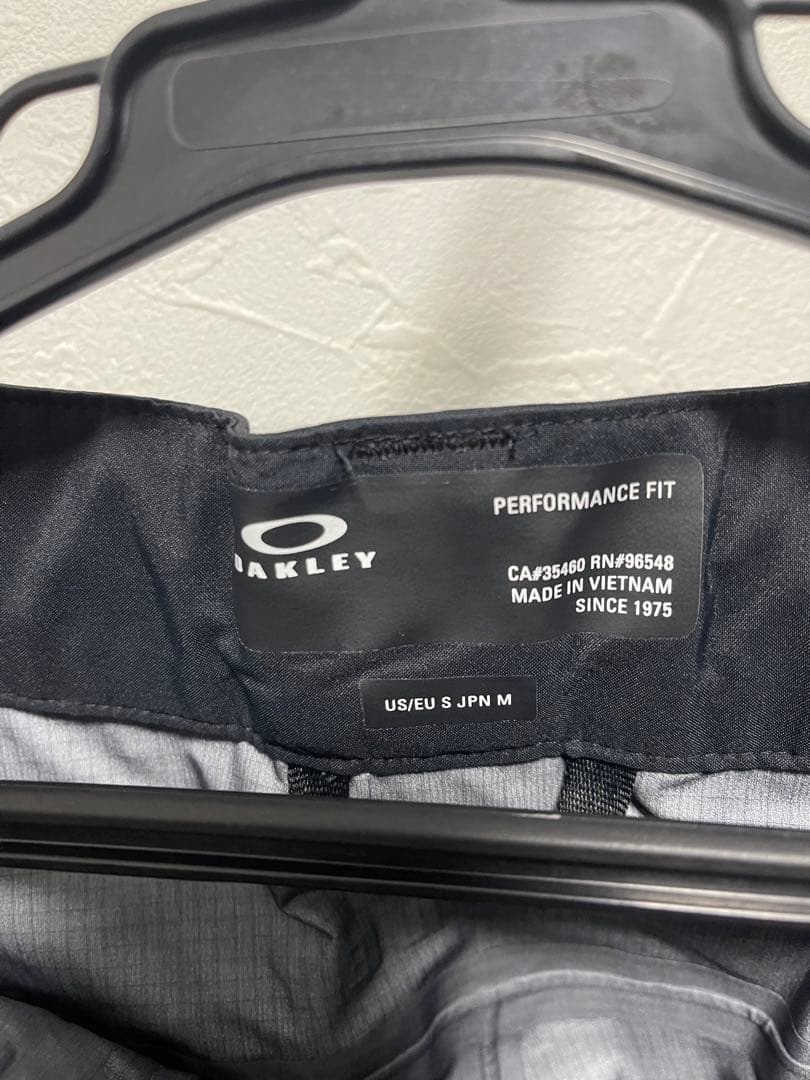 OAKLEY
PERFORMANCE FIT
CA#35460 RN#96548
MADE IN VIETNAM
SINCE 1975
US/EU S JPN M